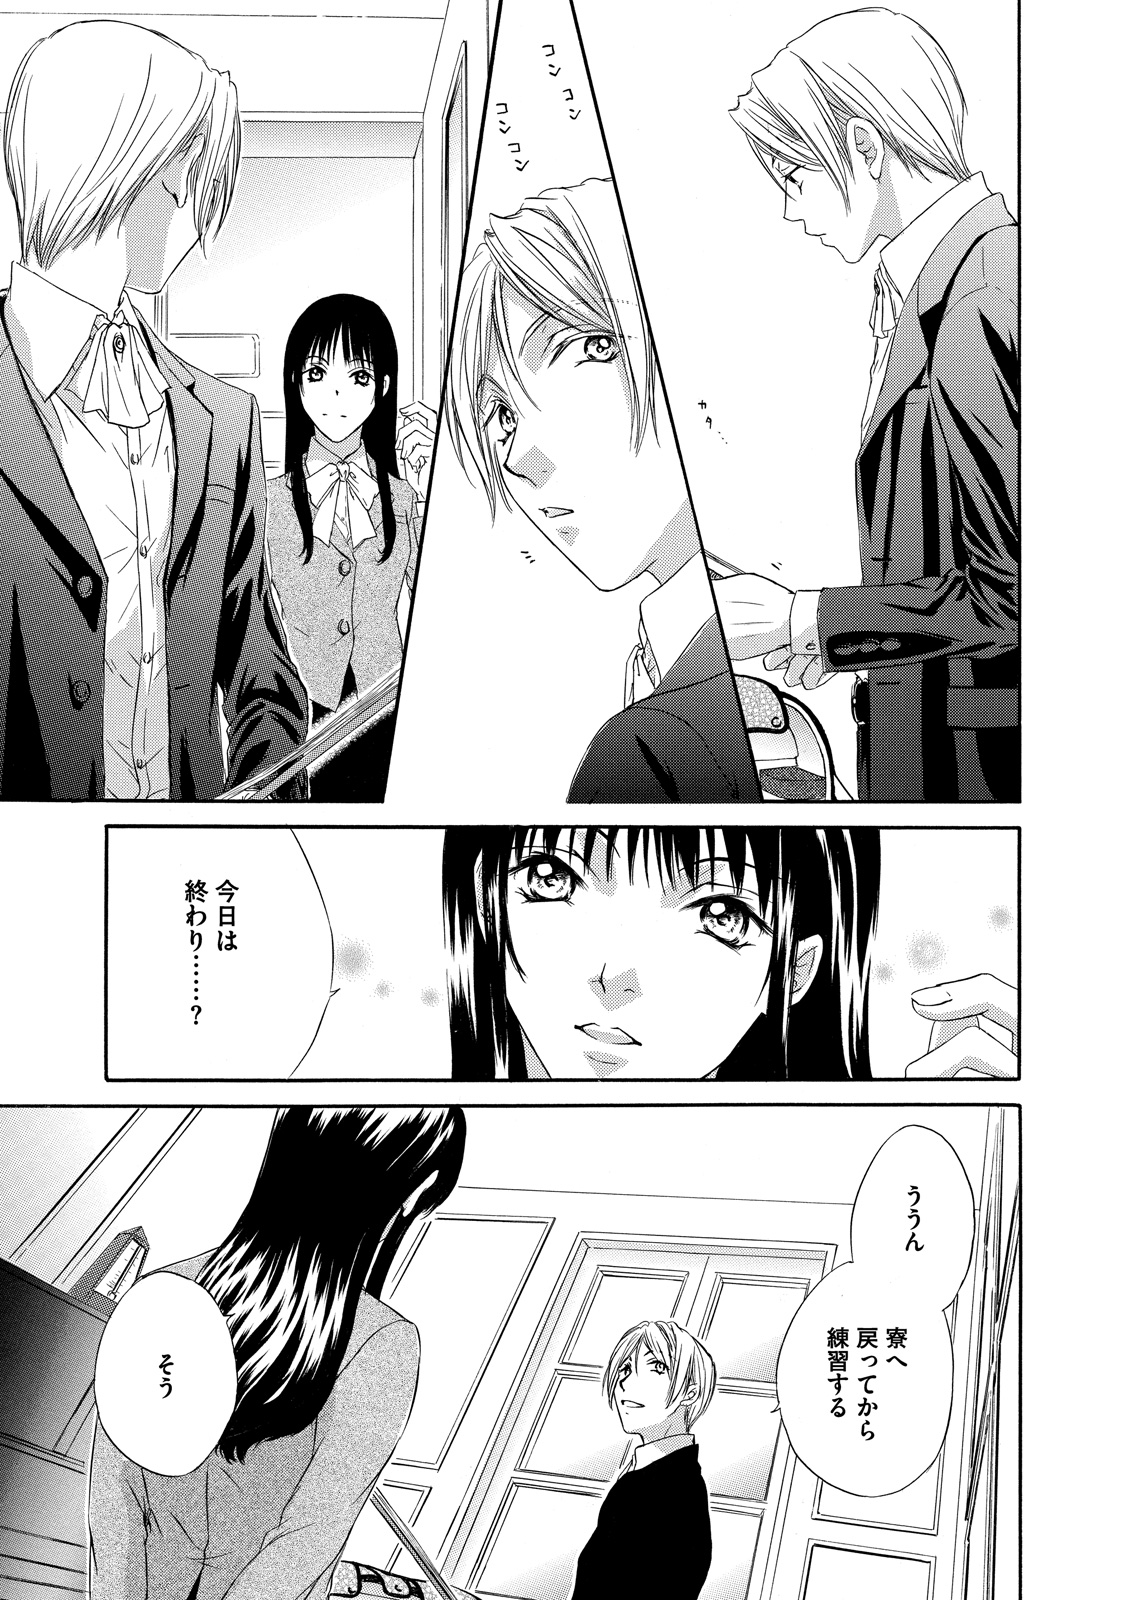 カタ…
コンコン
コンコン
今日は
終わり……？
ううん
寮へ
戻ってから
練習する
そう